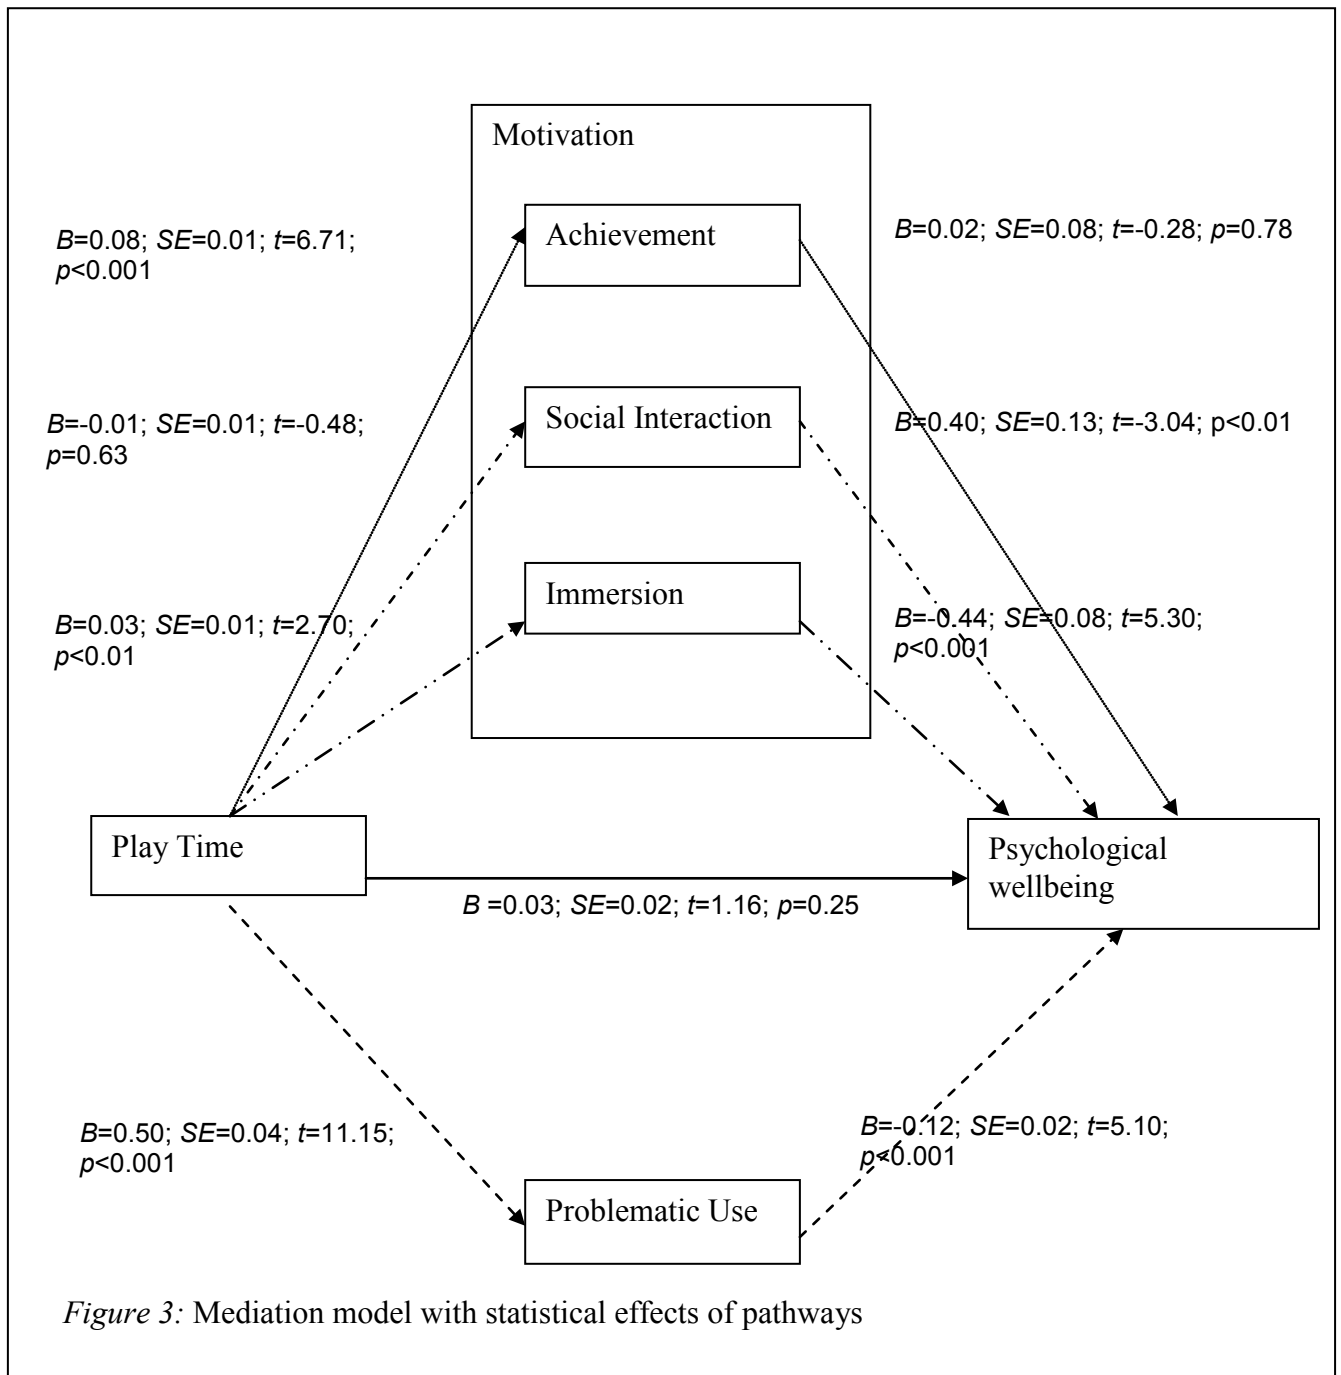 Motivation
Achievement
B=0.08; SE=0.01; t=6.71;
p<0.001
B=0.02; SE=0.08; t=-0.28; p=0.78
Social Interaction
B=-0.01; SE=0.01; t=-0.48;
p=0.63
B=0.40; SE=0.13; t=-3.04; p<0.01
Immersion
B=0.03; SE=0.01; t=2.70;
p<0.01
B=-0.44; SE=0.08; t=5.30;
p<0.001
Play Time
Psychological
wellbeing
B =0.03; SE=0.02; t=1.16; p=0.25
B=0.50; SE=0.04; t=11.15;
p<0.001
B=-0.12; SE=0.02; t=5.10;
p<0.001
Problematic Use
Figure 3: Mediation model with statistical effects of pathways